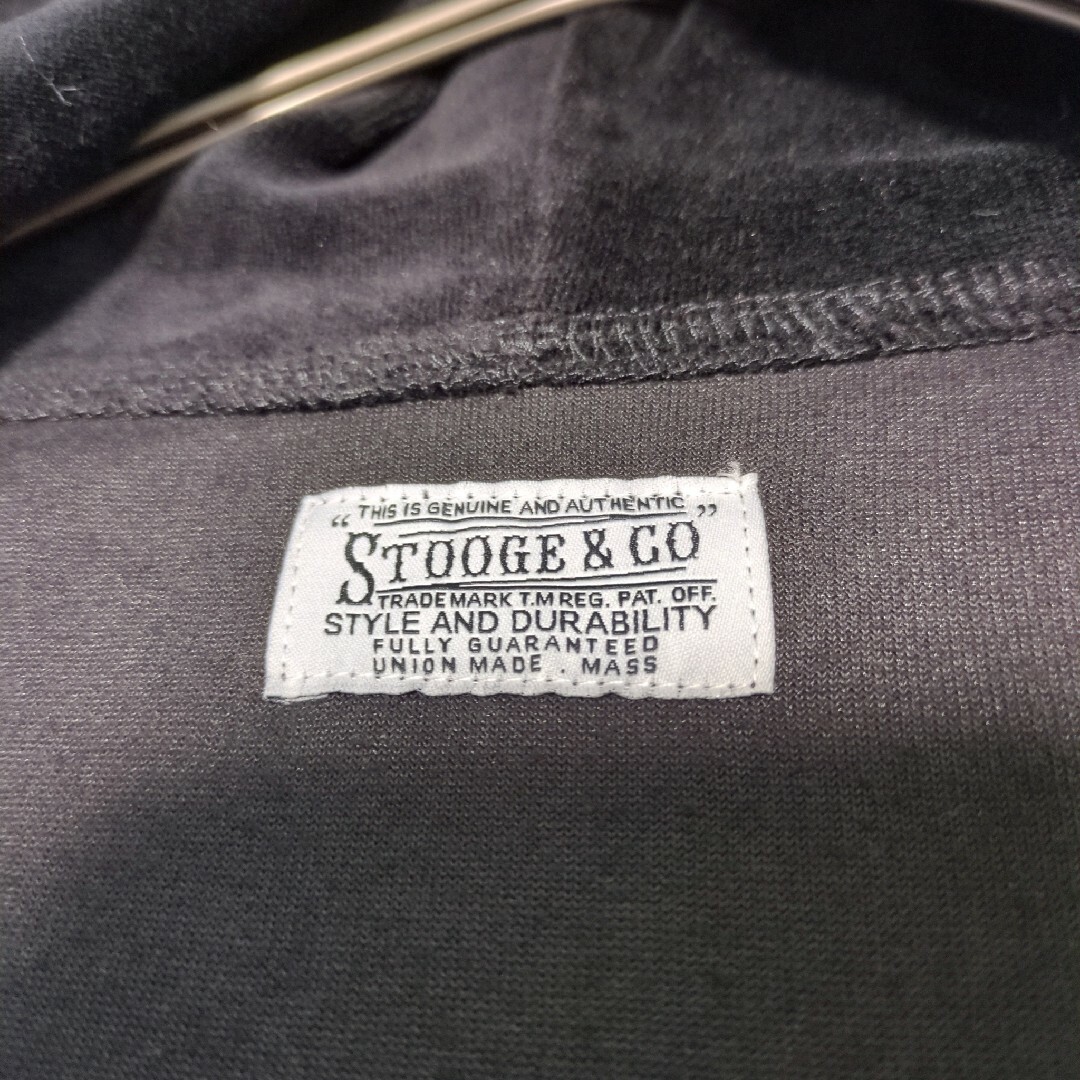 THIS IS GENUINE AND AUTHENTIC
“STOOGE & CO”
TRADE MARK T.M REG. PAT. OFF.
STYLE AND DURABILITY
FULLY GUARANTEED
UNION MADE . MASS